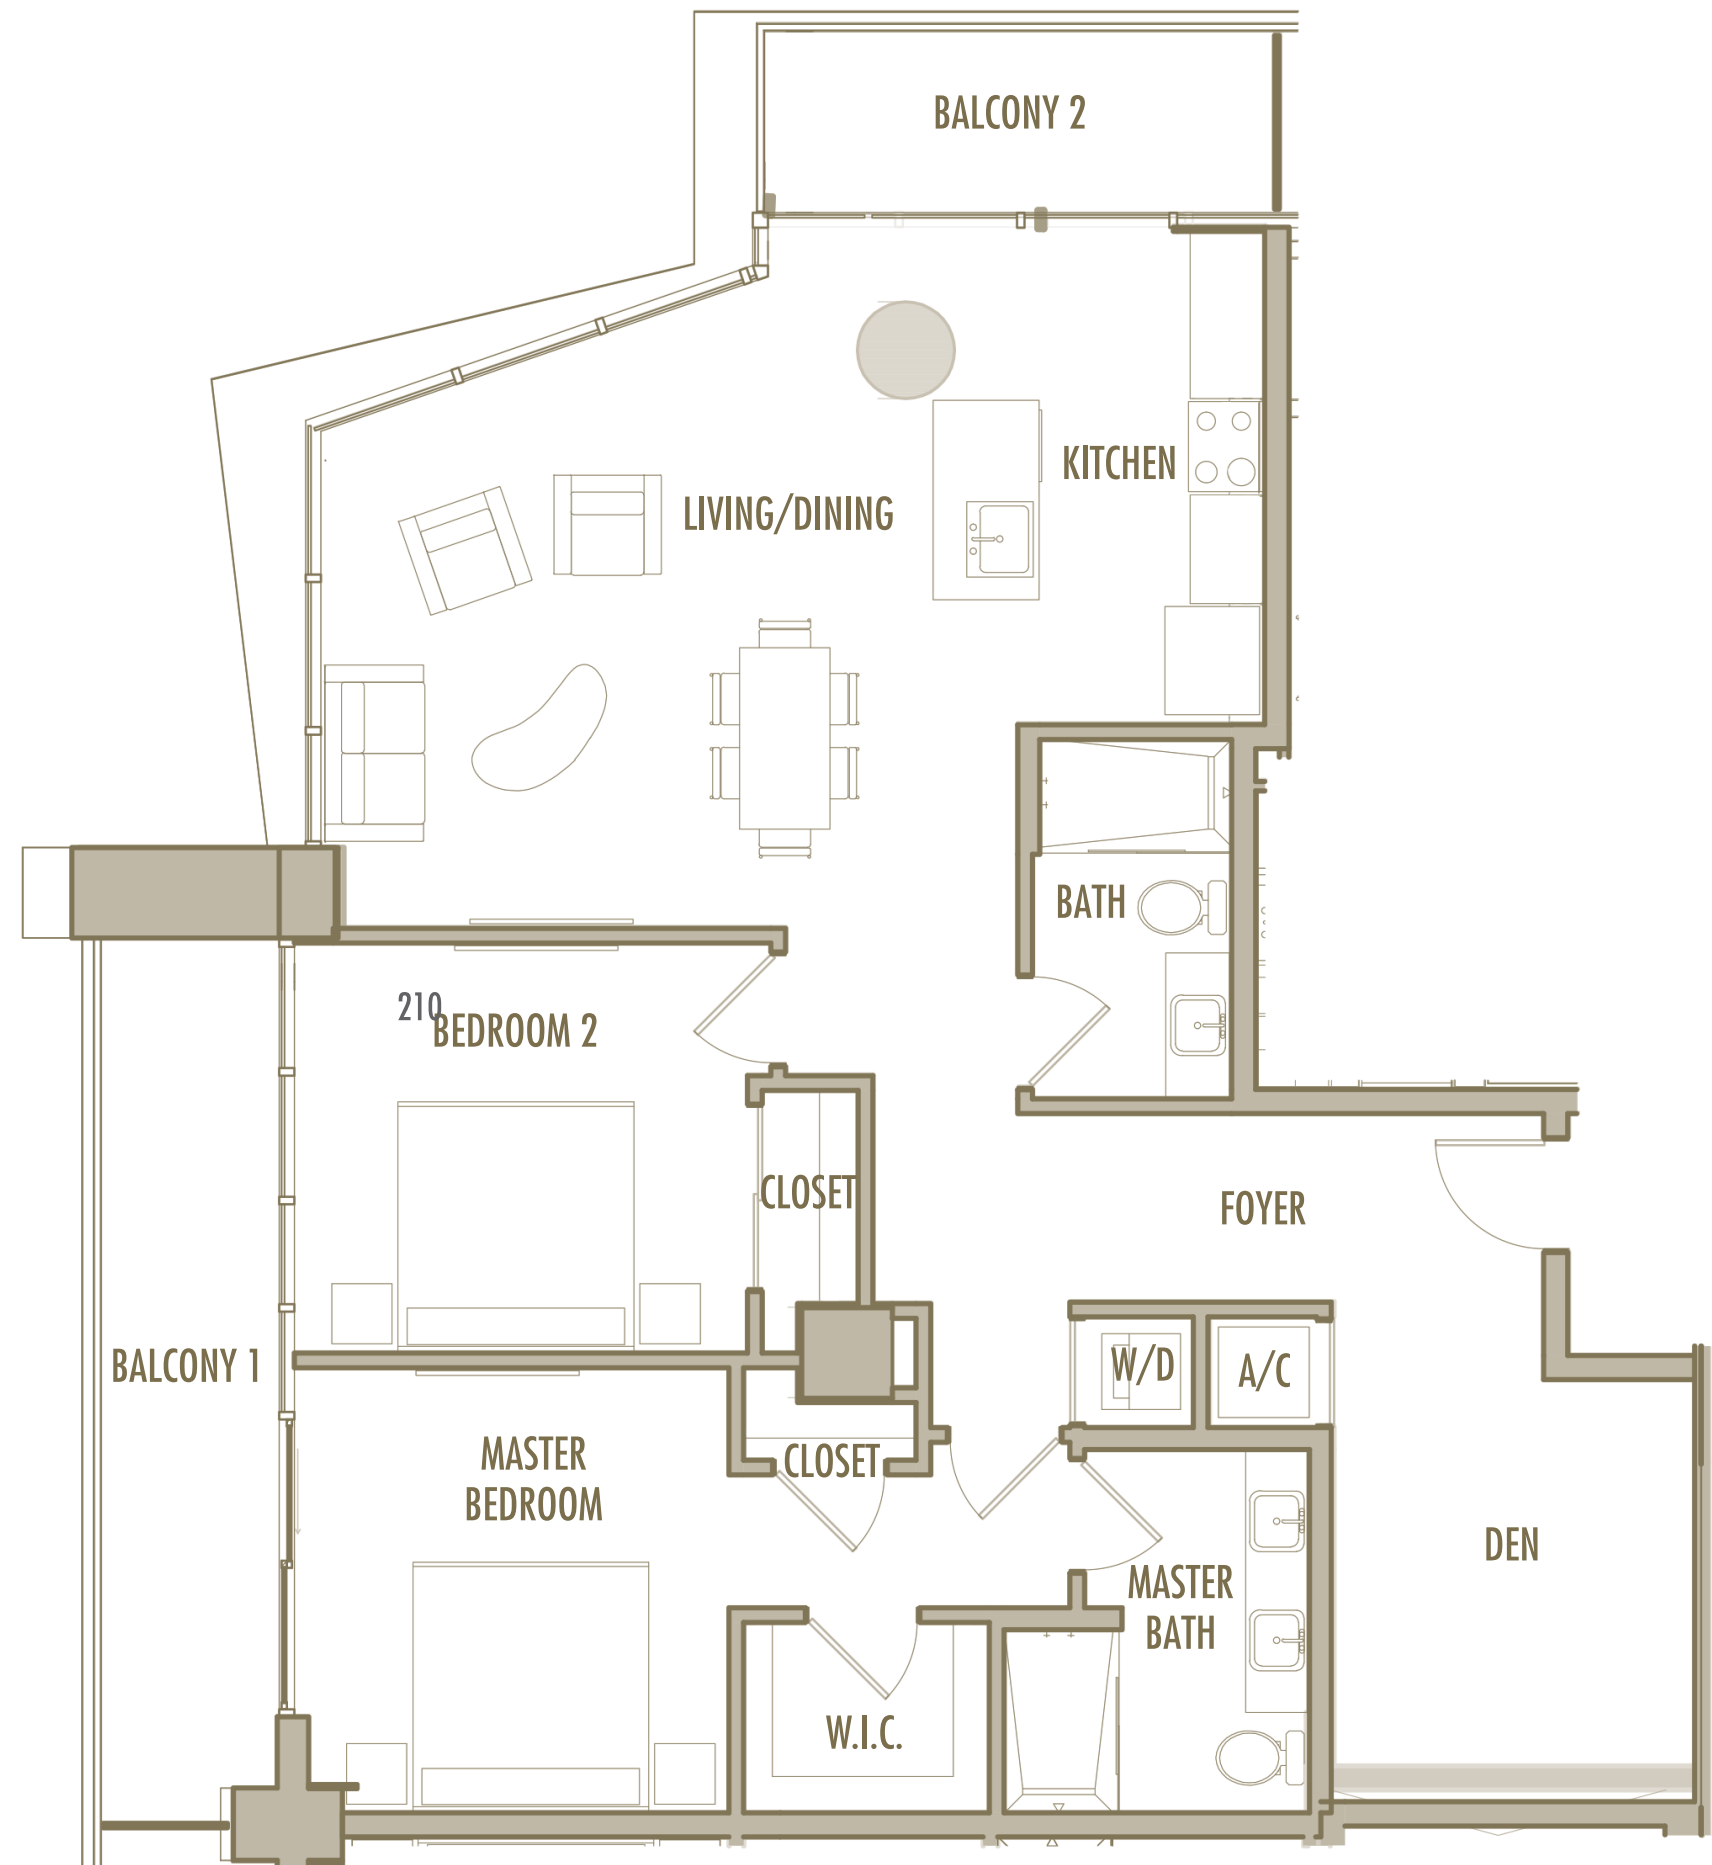 BALCONY 2
KITCHEN
LIVING/DINING
BATH
210
BEDROOM 2
CLOSET
FOYER
BALCONY 1
W/D
A/C
MASTER
BEDROOM
CLOSET
DEN
MASTER
BATH
W.I.C.